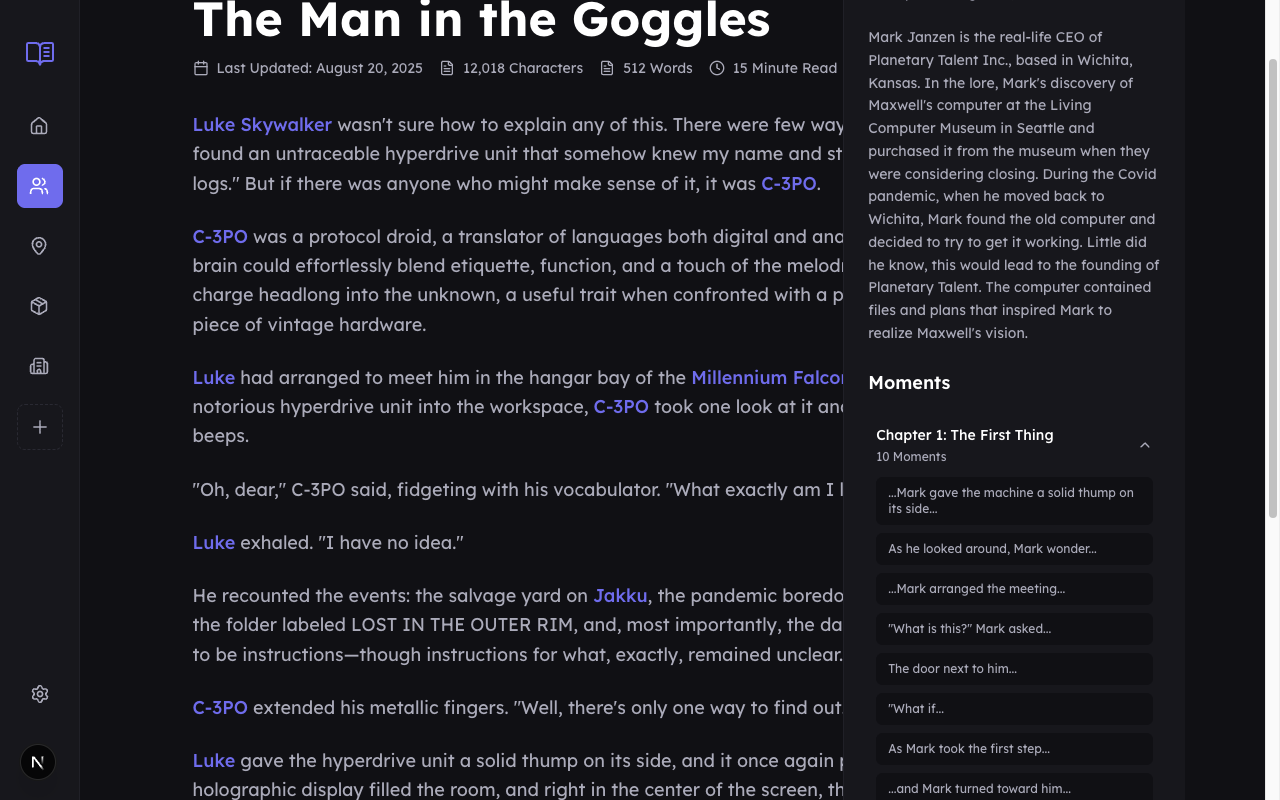 The Man in the Goggles
Last Updated: August 20, 2025 12,018 Characters 512 Words 15 Minute Read
Luke Skywalker wasn't sure how to explain any of this. There were few way
found an untraceable hyperdrive unit that somehow knew my name and st
logs." But if there was anyone who might make sense of it, it was C-3PO.
C-3PO was a protocol droid, a translator of languages both digital and ana
brain could effortlessly blend etiquette, function, and a touch of the melodr
charge headlong into the unknown, a useful trait when confronted with a p
piece of vintage hardware.
Luke had arranged to meet him in the hangar bay of the Millennium Falcon
notorious hyperdrive unit into the workspace, C-3PO took one look at it and
beeps.
"Oh, dear," C-3PO said, fidgeting with his vocabulator. "What exactly am I l
Luke exhaled. "I have no idea."
He recounted the events: the salvage yard on Jakku, the pandemic boredo
the folder labeled LOST IN THE OUTER RIM, and, most importantly, the da
to be instructions—though instructions for what, exactly, remained unclear.
C-3PO extended his metallic fingers. "Well, there's only one way to find out.
Luke gave the hyperdrive unit a solid thump on its side, and it once again p
holographic display filled the room, and right in the center of the screen, th
Mark Janzen is the real-life CEO of
Planetary Talent Inc., based in Wichita,
Kansas. In the lore, Mark's discovery of
Maxwell's computer at the Living
Computer Museum in Seattle and
purchased it from the museum when they
were considering closing. During the Covid
pandemic, when he moved back to
Wichita, Mark found the old computer and
decided to try to get it working. Little did
he know, this would lead to the founding of
Planetary Talent. The computer contained
files and plans that inspired Mark to
realize Maxwell's vision.
Moments
Chapter 1: The First Thing
10 Moments
...Mark gave the machine a solid thump on
its side...
As he looked around, Mark wonder...
...Mark arranged the meeting...
"What is this?" Mark asked...
The door next to him...
"What if...
As Mark took the first step...
...and Mark turned toward him...
N